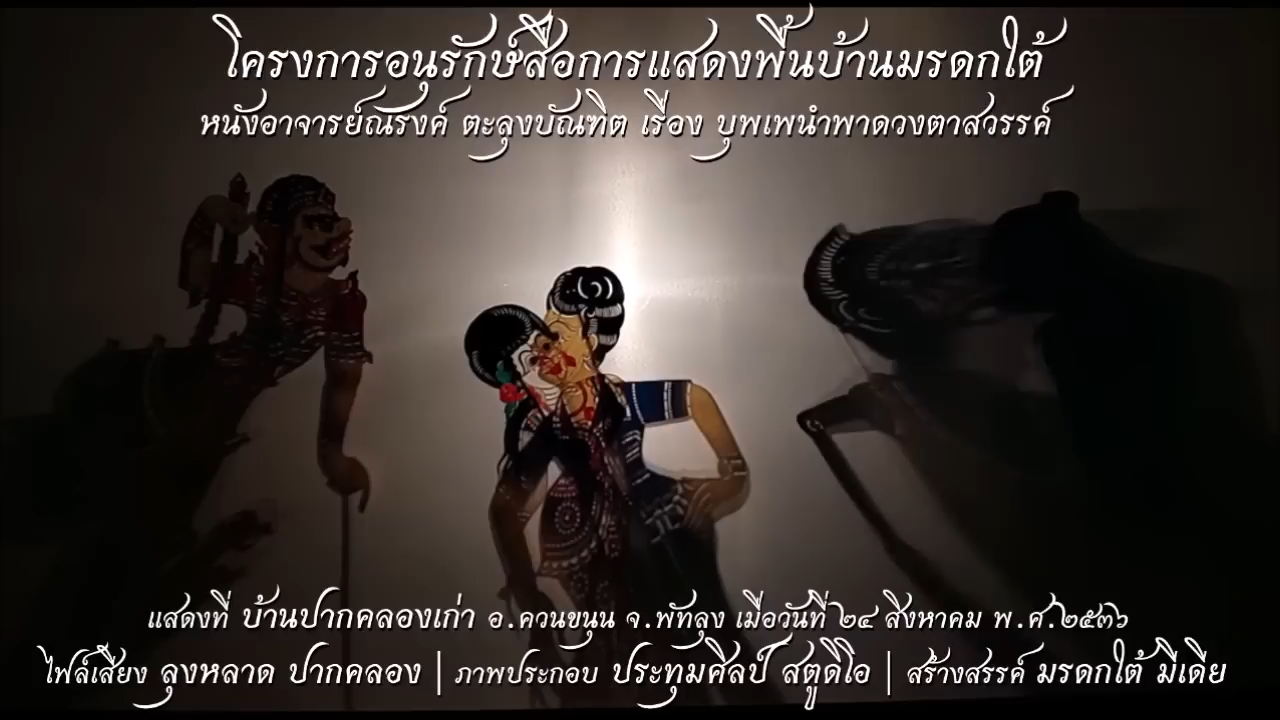 โครงการอนุรักษ์สื่อการแสดงพื้นบ้านมรดกใต้
หนังอาจารย์ณรงค์ ตะลุงบัณฑิต เรื่อง บุพเพนำพาดวงตาสวรรค์
แสดงที่ บ้านปากคลองเก่า อ.ควนขนุน จ.พัทลุง เมื่อวันที่ ๒๔ สิงหาคม พ.ศ.๒๕๓๖
ไฟล์เสียง ลุงหลาด ปากคลอง | ภาพประกอบ ประทุมศิลป์ สตูดิโอ | สร้างสรรค์ มรดกใต้ มีเดีย